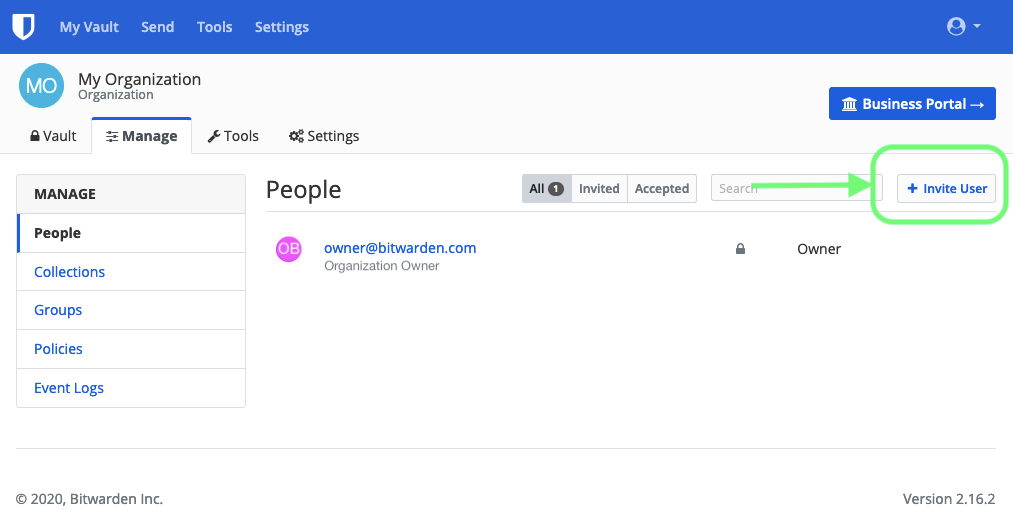 My Vault Send Tools Settings
MO
My Organization
Organization
Business Portal →
Vault Manage Tools Settings
MANAGE
People
Collections
Groups
Policies
Event Logs
People
All 1 Invited Accepted
Search
+ Invite User
OB
owner@bitwarden.com
Organization Owner
Owner
© 2020, Bitwarden Inc.
Version 2.16.2